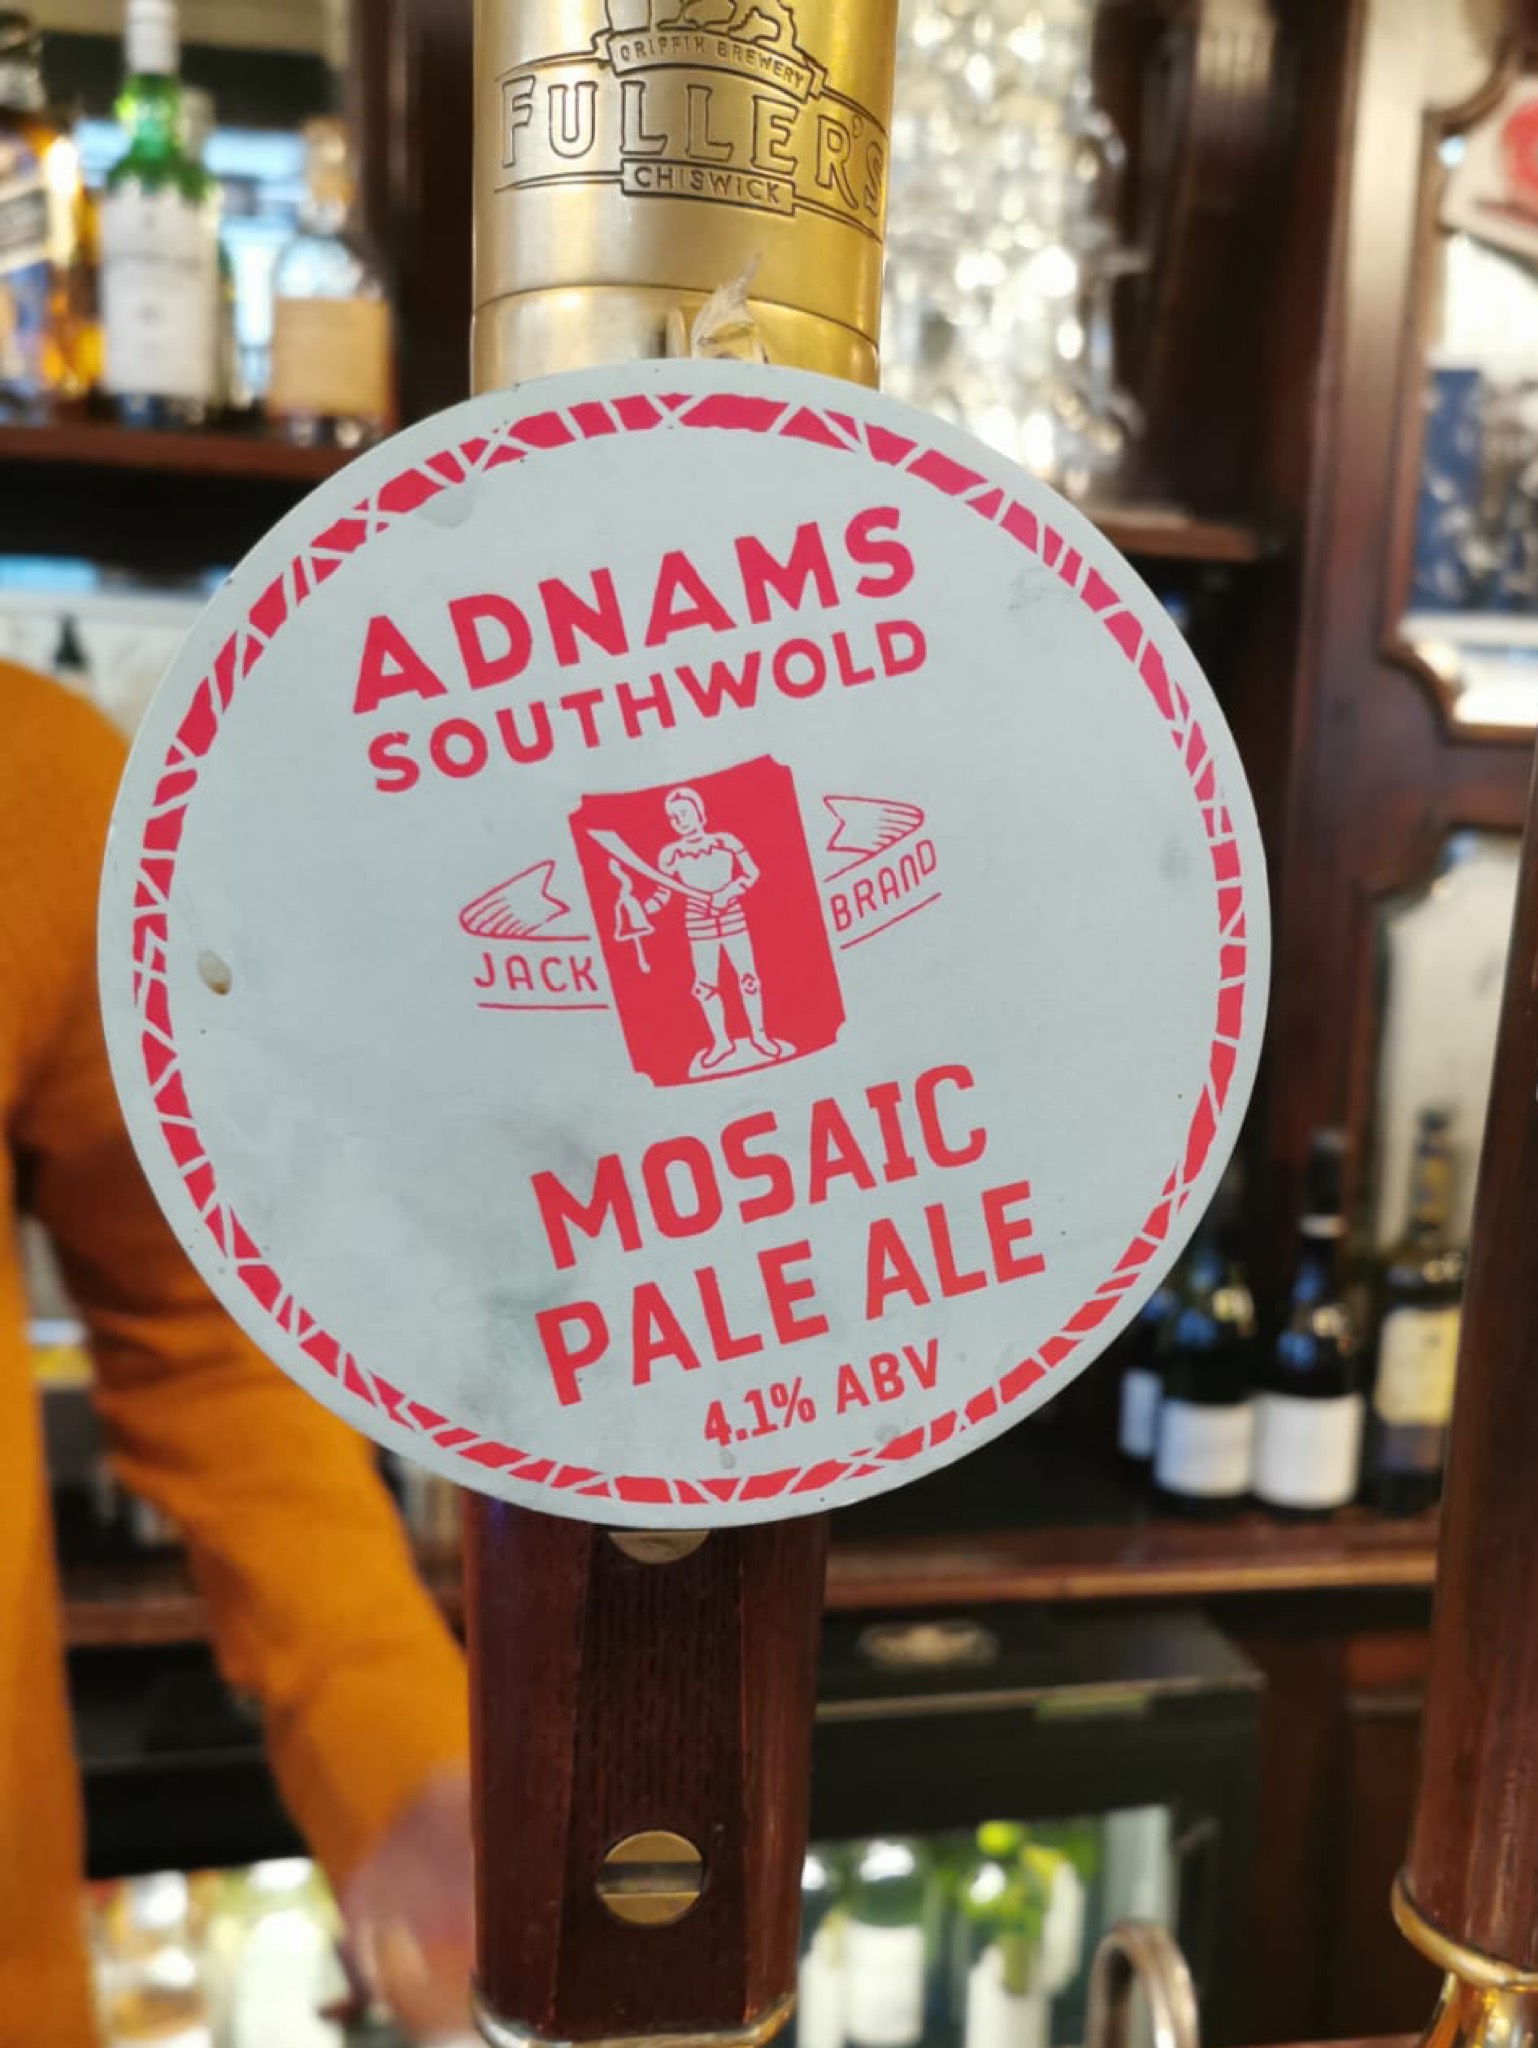 GRIFFIN BREWERY
FULLER'S
CHISWICK
ADNAMS
SOUTHWOLD
JACK BRAND
MOSAIC
PALE ALE
4.1% ABV